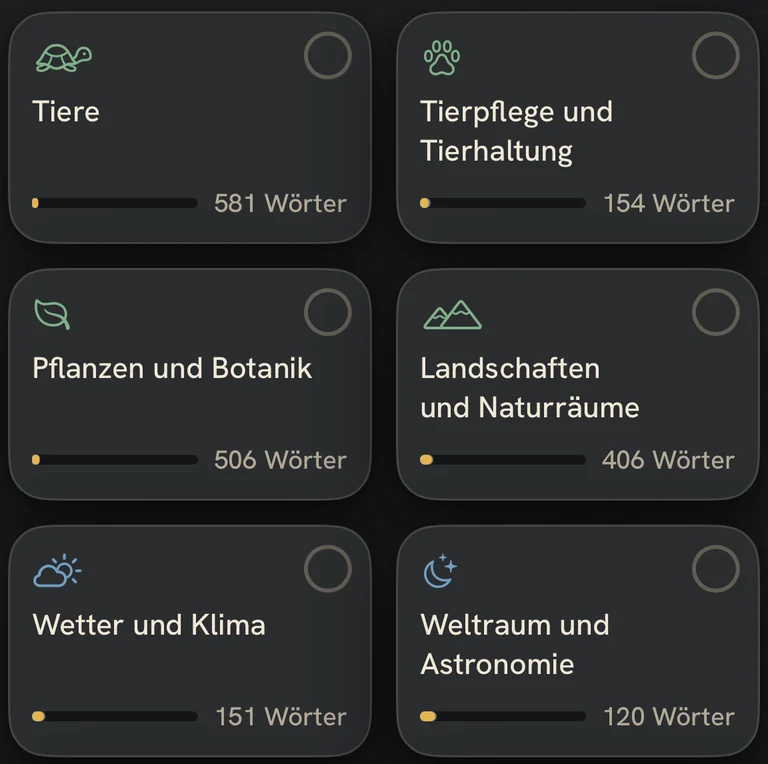 Tiere
581 Wörter
Tierpflege und
Tierhaltung
154 Wörter
Pflanzen und Botanik
506 Wörter
Landschaften
und Naturräume
406 Wörter
Wetter und Klima
151 Wörter
Weltraum und
Astronomie
120 Wörter